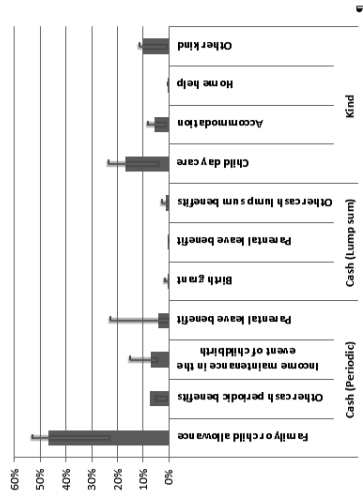 60%
50%
40%
30%
20%
10%
0%
Family or child allowance
Other cash periodic benefits
Income maintenance in the
event of childbirth
Parental leave benefit
Birth grant
Parental leave benefit
Other cash lump sum benefits
Child day care
Accommodation
Home help
Other kind
Cash (Periodic)
Cash (Lump sum)
Kind